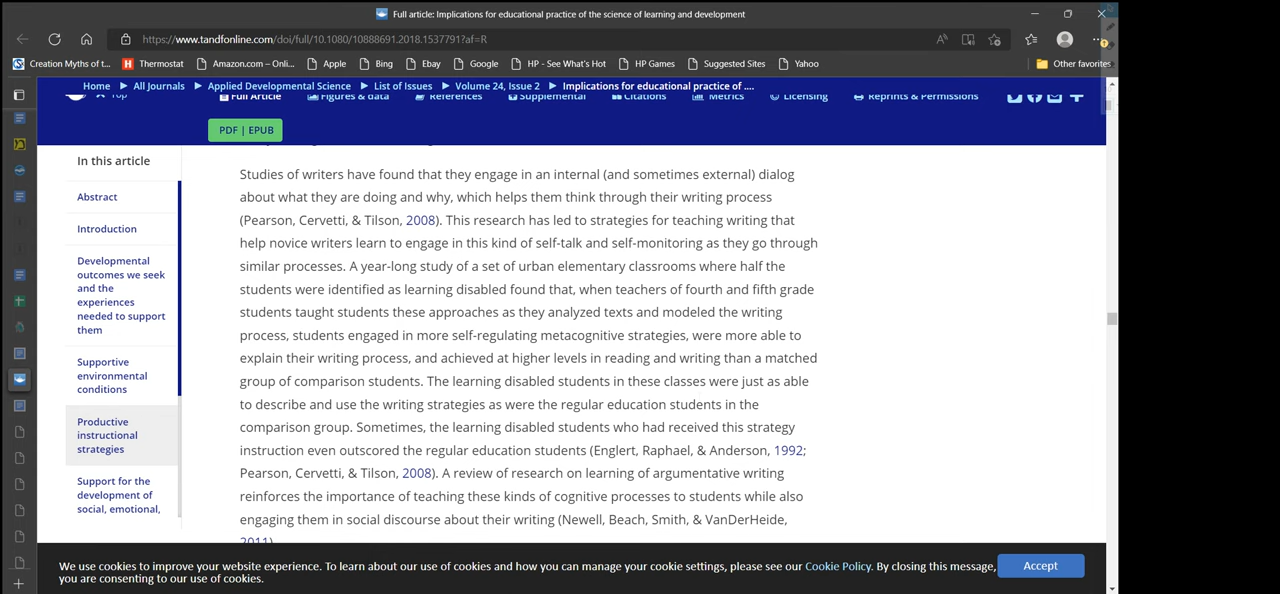 Full article: Implications for educational practice of the science of learning and development
https://www.tandfonline.com/doi/full/10.1080/10888691.2018.1537791?af=R
Creation Myths of t... Thermostat Amazon.com – Onli... Apple Bing Ebay Google HP - See What's Hot HP Games Suggested Sites Yahoo Other favorites
Home All Journals Applied Developmental Science List of Issues Volume 24, Issue 2 Implications for educational practice of ....
Top Full Article Figures & data References Supplemental Citations Metrics Licensing Reprints & Permissions
PDF | EPUB
In this article
Abstract
Introduction
Developmental
outcomes we seek
and the
experiences
needed to support
them
Supportive
environmental
conditions
Productive
instructional
strategies
Support for the
development of
social, emotional,
Studies of writers have found that they engage in an internal (and sometimes external) dialog
about what they are doing and why, which helps them think through their writing process
(Pearson, Cervetti, & Tilson, 2008). This research has led to strategies for teaching writing that
help novice writers learn to engage in this kind of self-talk and self-monitoring as they go through
similar processes. A year-long study of a set of urban elementary classrooms where half the
students were identified as learning disabled found that, when teachers of fourth and fifth grade
students taught students these approaches as they analyzed texts and modeled the writing
process, students engaged in more self-regulating metacognitive strategies, were more able to
explain their writing process, and achieved at higher levels in reading and writing than a matched
group of comparison students. The learning disabled students in these classes were just as able
to describe and use the writing strategies as were the regular education students in the
comparison group. Sometimes, the learning disabled students who had received this strategy
instruction even outscored the regular education students (Englert, Raphael, & Anderson, 1992;
Pearson, Cervetti, & Tilson, 2008). A review of research on learning of argumentative writing
reinforces the importance of teaching these kinds of cognitive processes to students while also
engaging them in social discourse about their writing (Newell, Beach, Smith, & VanDerHeide,
2011).
We use cookies to improve your website experience. To learn about our use of cookies and how you can manage your cookie settings, please see our Cookie Policy. By closing this message,
you are consenting to our use of cookies.
Accept